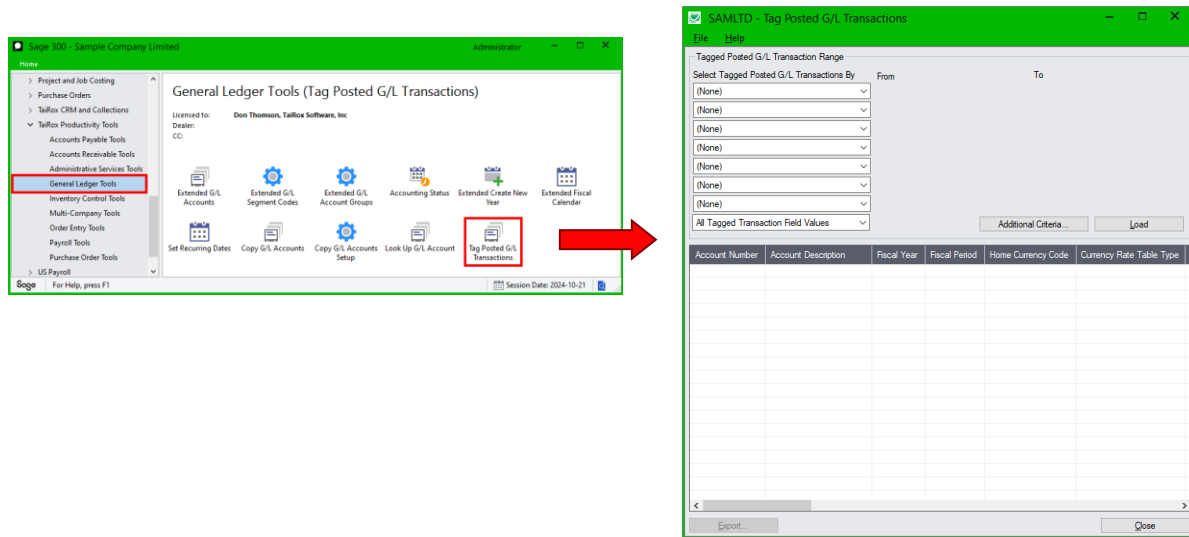 Sage 300 - Sample Company Limited
Administrator
Home
Project and Job Costing
Purchase Orders
TaiRox CRM and Collections
TaiRox Productivity Tools
Accounts Payable Tools
Accounts Receivable Tools
Administrative Services Tools
General Ledger Tools
Inventory Control Tools
Multi-Company Tools
Order Entry Tools
Payroll Tools
Purchase Order Tools
US Payroll
General Ledger Tools (Tag Posted G/L Transactions)
Licensed to: Don Thomson, TaiRox Software, Inc
Dealer:
CC:
Extended G/L
Accounts
Extended G/L
Segment Codes
Extended G/L
Account Groups
Accounting Status
Extended Create New
Year
Extended Fiscal
Calendar
Set Recurring Dates
Copy G/L Accounts
Copy G/L Accounts
Setup
Look Up G/L Account
Tag Posted G/L
Transactions
Sage For Help, press F1
Session Date: 2024-10-21
SAMLTD - Tag Posted G/L Transactions
File Help
Tagged Posted G/L Transaction Range
Select Tagged Posted G/L Transactions By From To
(None)
(None)
(None)
(None)
(None)
(None)
(None)
All Tagged Transaction Field Values
Additional Criteria... Load
Account Number Account Description Fiscal Year Fiscal Period Home Currency Code Currency Rate Table Type
Export... Close